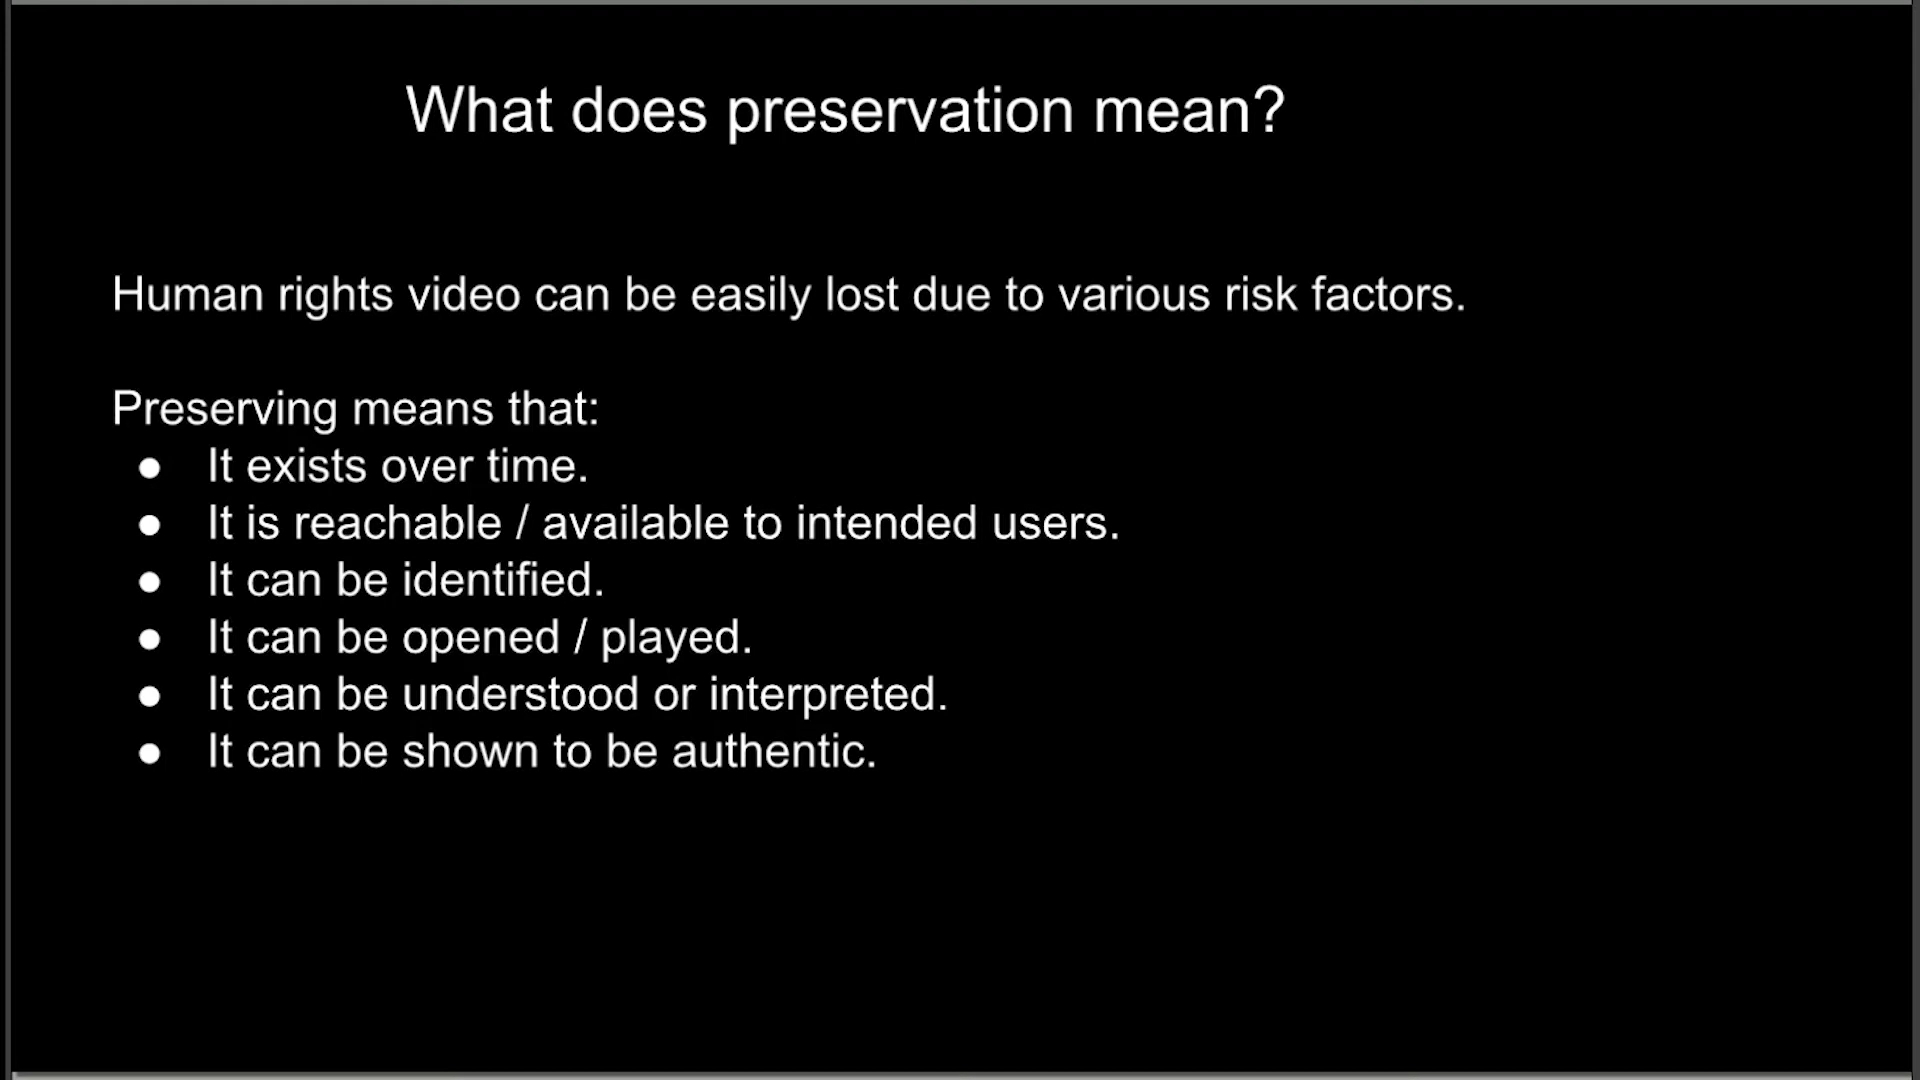 What does preservation mean?
Human rights video can be easily lost due to various risk factors.
Preserving means that:
● It exists over time.
● It is reachable / available to intended users.
● It can be identified.
● It can be opened / played.
● It can be understood or interpreted.
● It can be shown to be authentic.